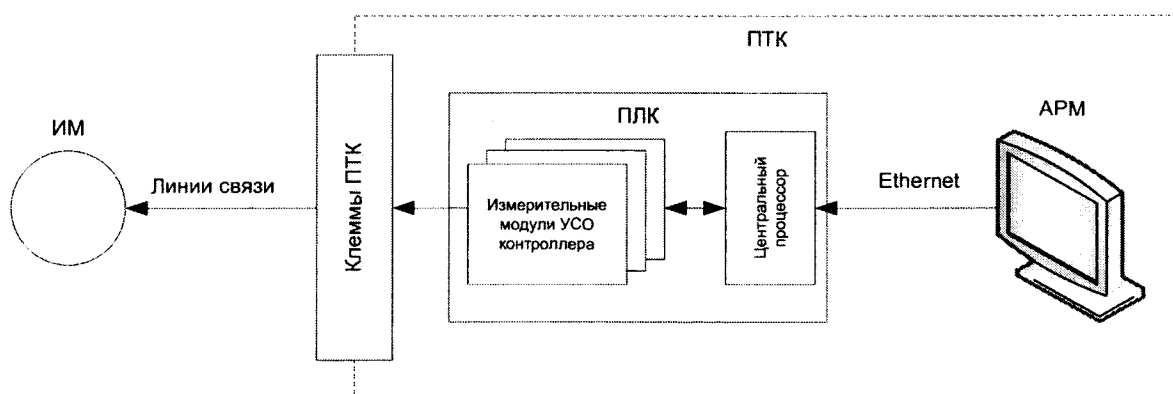 ПТК
ИМ
Линии связи
Клеммы ПТК
ПЛК
Измерительные
модули УСО
контроллера
Центральный
процессор
Ethernet
АРМ